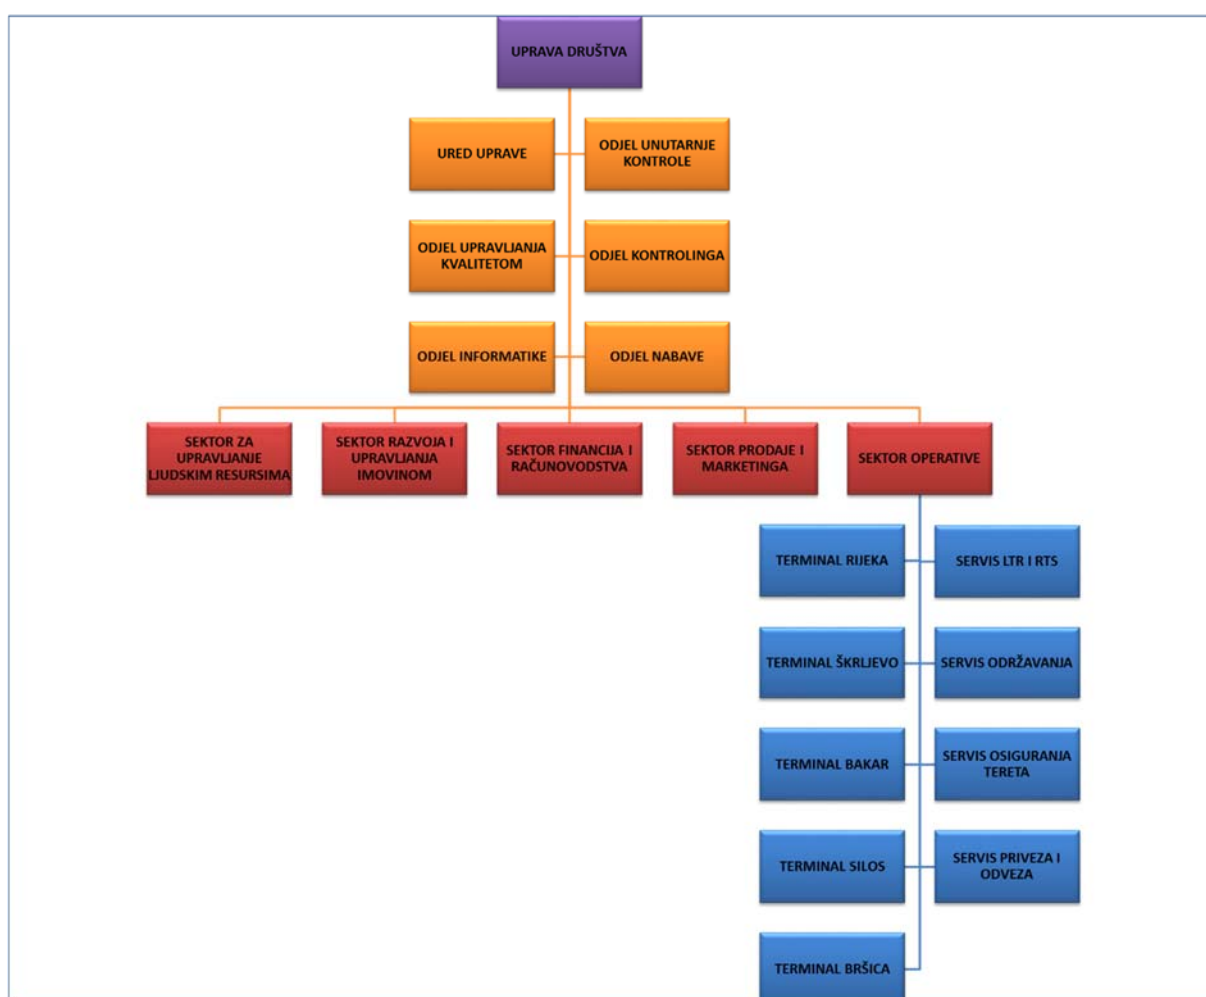 UPRAVA DRUŠTVA
URED UPRAVE
ODJEL UNUTARNJE
KONTROLE
ODJEL UPRAVLJANJA
KVALITETOM
ODJEL KONTROLINGA
ODJEL INFORMATIKE
ODJEL NABAVE
SEKTOR ZA
UPRAVLJANJE
LJUDSKIM RESURSIMA
SEKTOR RAZVOJA I
UPRAVLJANJA
IMOVINOM
SEKTOR FINANCIJA I
RAČUNOVODSTVA
SEKTOR PRODAJE I
MARKETINGA
SEKTOR OPERATIVE
TERMINAL RIJEKA
SERVIS LTR I RTS
TERMINAL ŠKRLJEVO
SERVIS ODRŽAVANJA
TERMINAL BAKAR
SERVIS OSIGURANJA
TERETA
TERMINAL SILOS
SERVIS PRIVEZA I
ODVEZA
TERMINAL BRŠICA